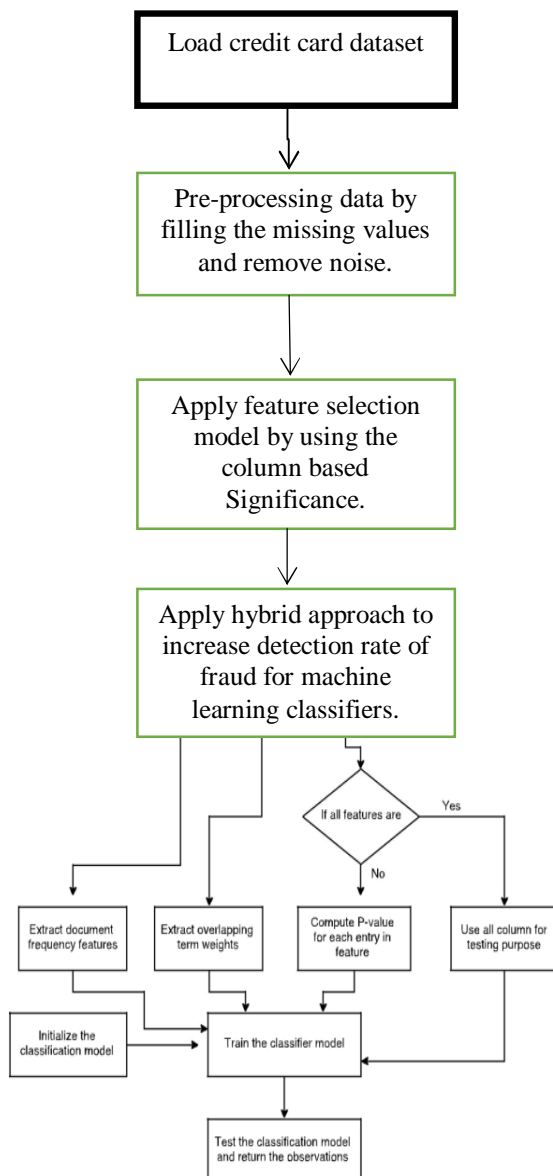 Load credit card dataset
Pre-processing data by
filling the missing values
and remove noise.
Apply feature selection
model by using the
column based
Significance.
Apply hybrid approach to
increase detection rate of
fraud for machine
learning classifiers.
If all features are
Yes
No
Extract document
frequency features
Extract overlapping
term weights
Compute P-value
for each entry in
feature
Use all column for
testing purpose
Initialize the
classification model
Train the classifier model
Test the classification model
and return the observations